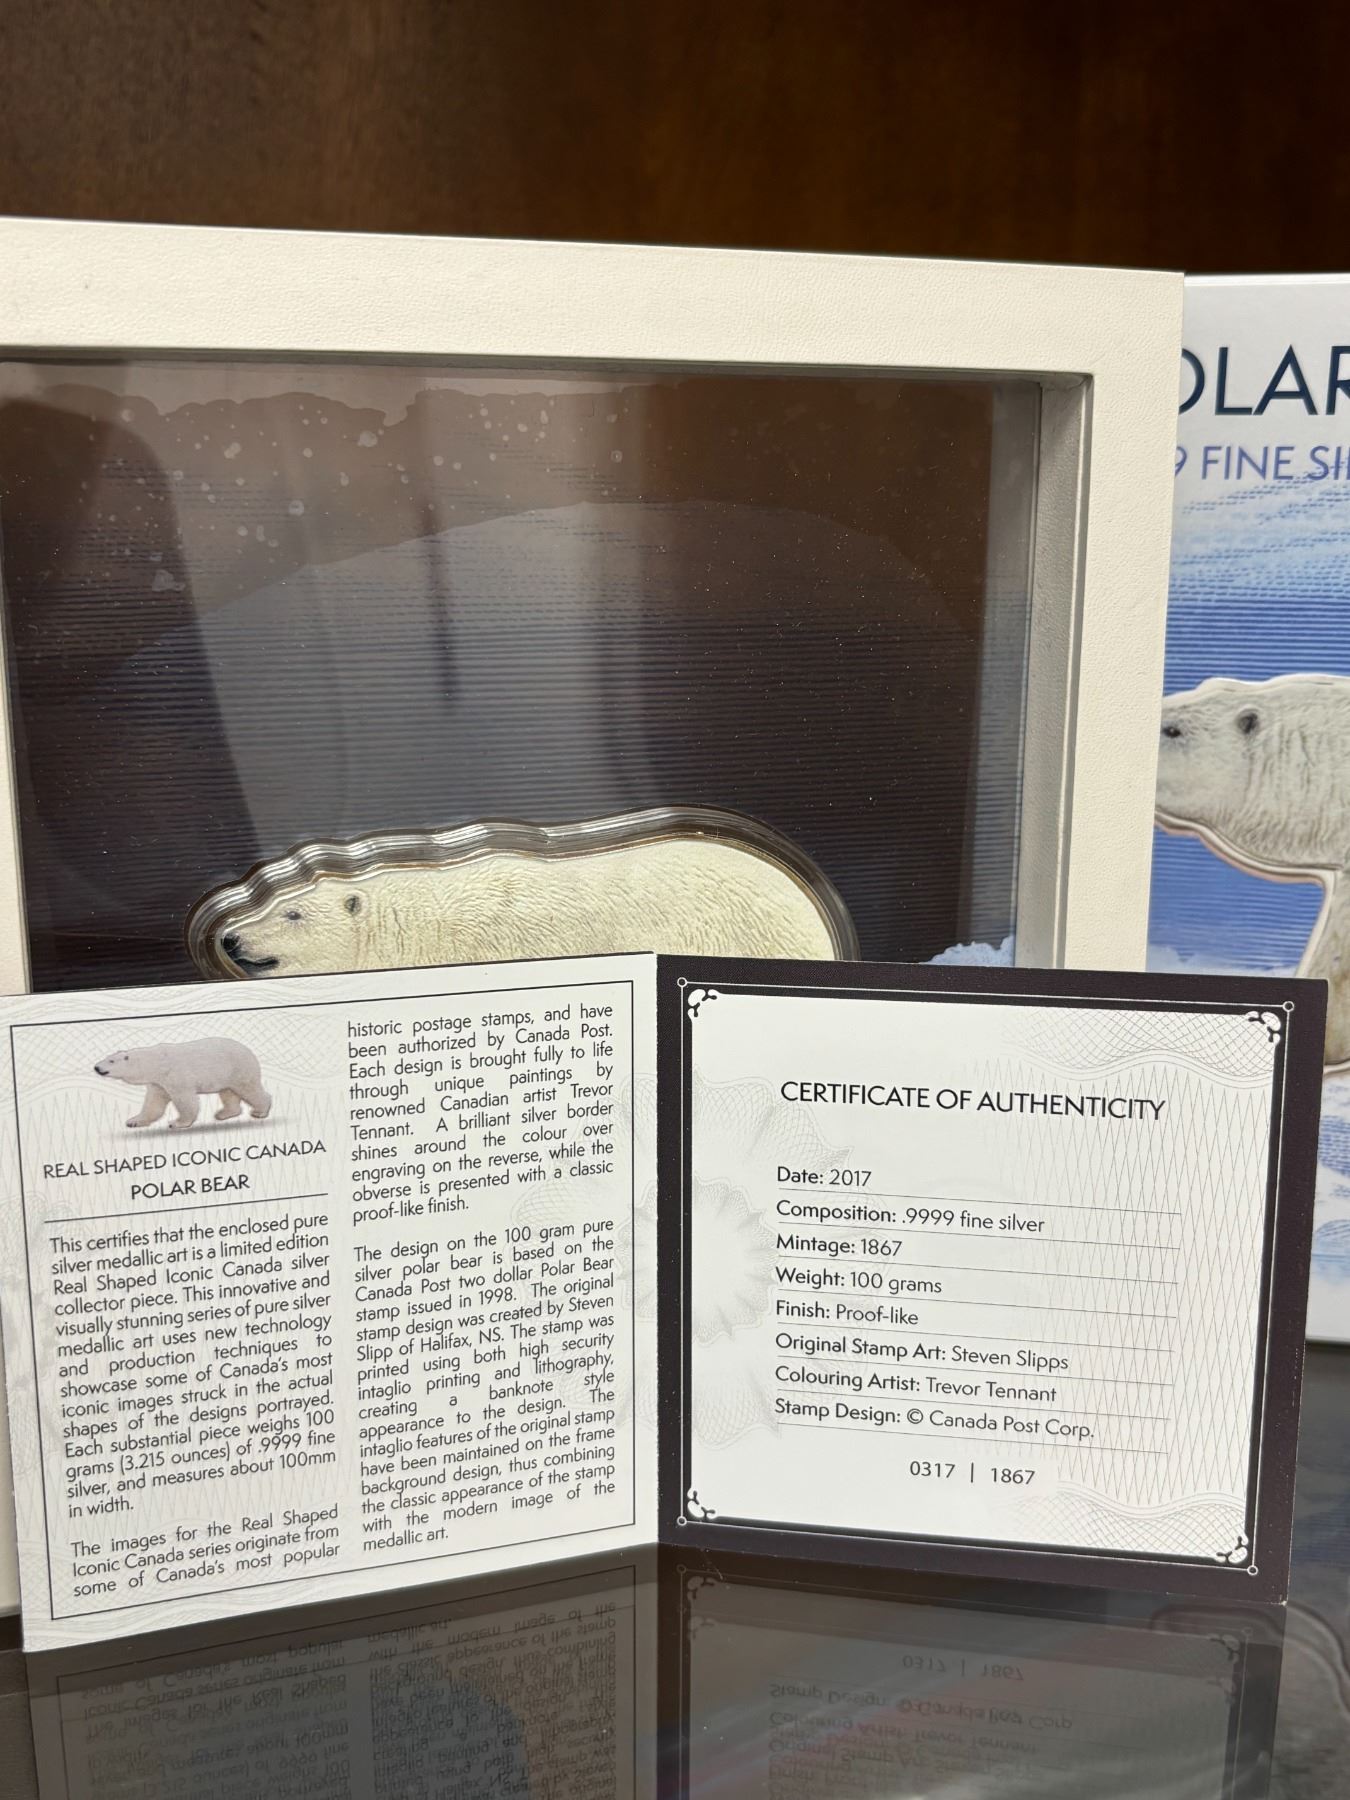 OLAR
9 FINE SI
REAL SHAPED ICONIC CANADA
POLAR BEAR
This certifies that the enclosed pure
silver medallic art is a limited edition
Real Shaped Iconic Canada silver
collector piece. This innovative and
visually stunning series of pure silver
medallic art uses new technology
and production techniques to
showcase some of Canada's most
iconic images struck in the actual
shapes of the designs portrayed.
Each substantial piece weighs 100
grams (3.215 ounces) of .9999 fine
silver, and measures about 100mm
in width.
The images for the Real Shaped
Iconic Canada series originate from
some of Canada's most popular
historic postage stamps, and have
been authorized by Canada Post.
Each design is brought fully to life
through unique paintings by
renowned Canadian artist Trevor
Tennant. A brilliant silver border
shines around the colour over
engraving on the reverse, while the
obverse is presented with a classic
proof-like finish.
The design on the 100 gram pure
silver polar bear is based on the
Canada Post two dollar Polar Bear
stamp issued in 1998. The original
stamp design was created by Steven
Slipp of Halifax, NS. The stamp was
printed using both high security
intaglio printing and lithography,
creating a banknote style
appearance to the design. The
intaglio features of the original stamp
have been maintained on the frame
background design, thus combining
the classic appearance of the stamp
with the modern image of the
medallic art.
CERTIFICATE OF AUTHENTICITY
Date: 2017
Composition: .9999 fine silver
Mintage: 1867
Weight: 100 grams
Finish: Proof-like
Original Stamp Art: Steven Slipps
Colouring Artist: Trevor Tennant
Stamp Design: © Canada Post Corp.
0317 | 1867